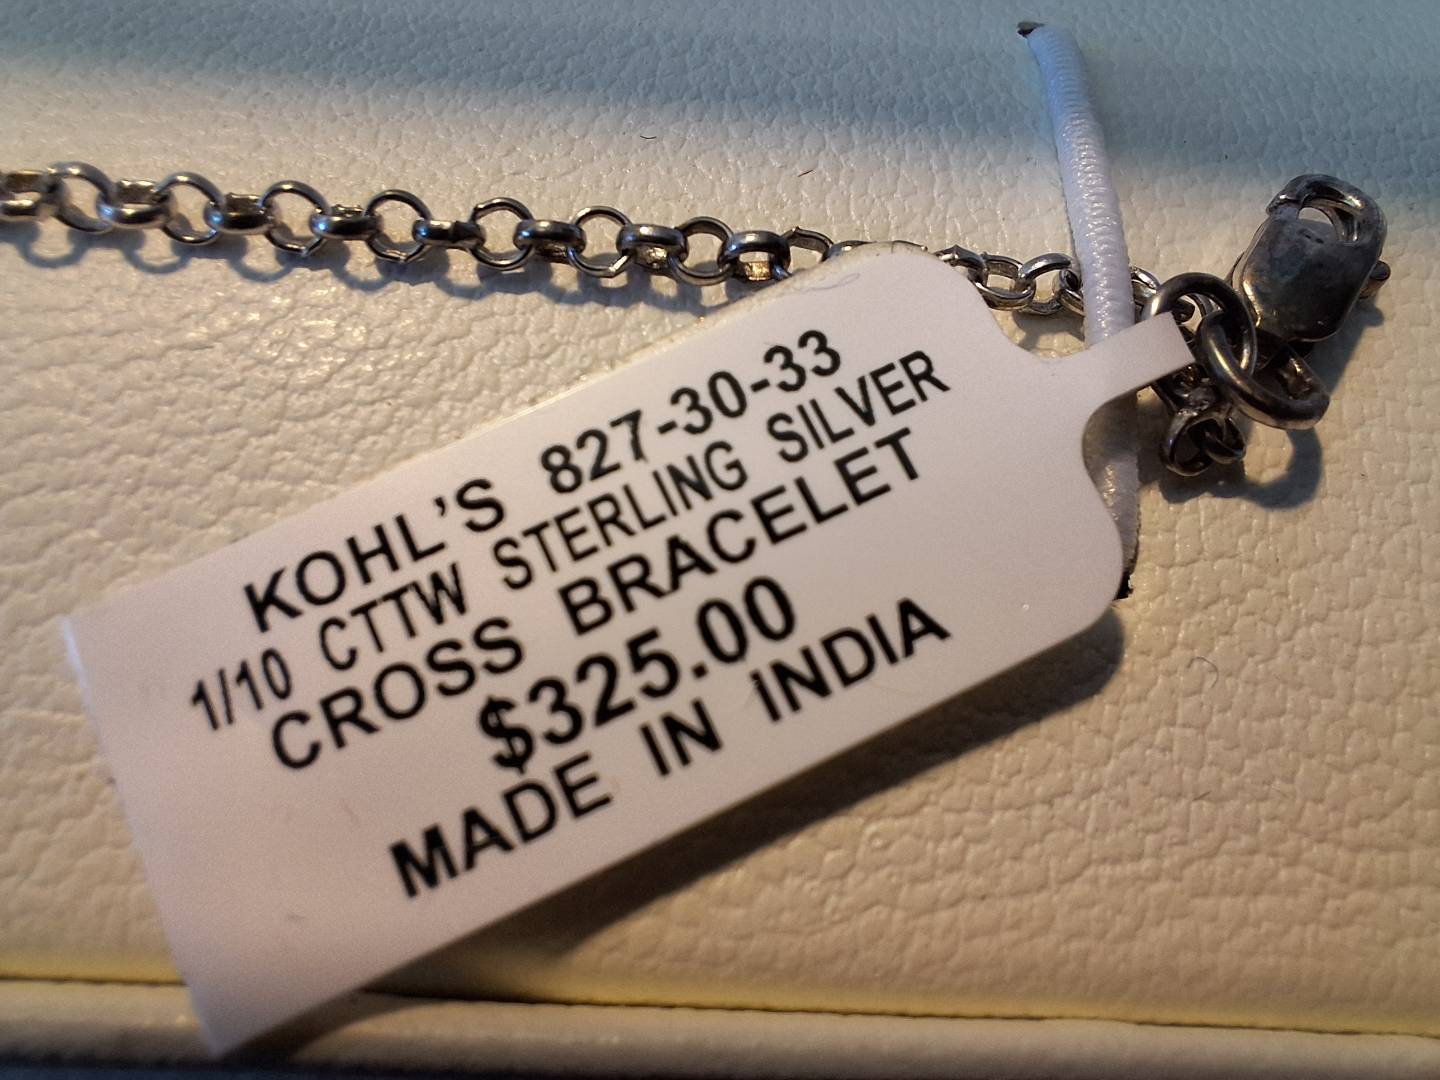 KOHL'S 827-30-33
1/10 CTTW STERLING SILVER
CROSS BRACELET
$325.00
MADE IN INDIA